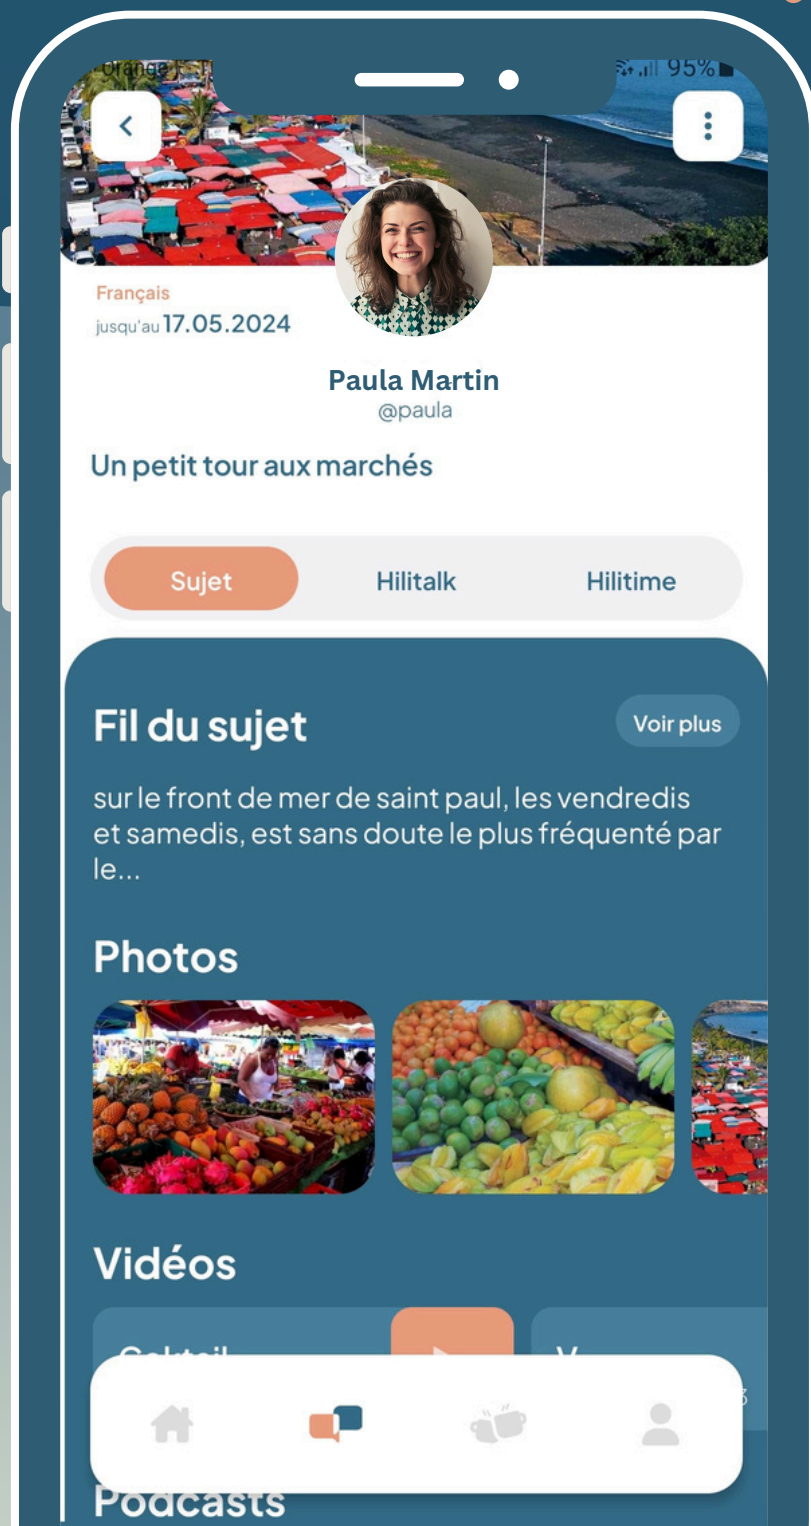 95%
Français
jusqu'au 17.05.2024
Paula Martin
@paula
Un petit tour aux marchés
Sujet Hilitalk Hilitime
Fil du sujet
Voir plus
sur le front de mer de saint paul, les vendredis
et samedis, est sans doute le plus fréquenté par
le...
Photos
Vidéos
Podcasts